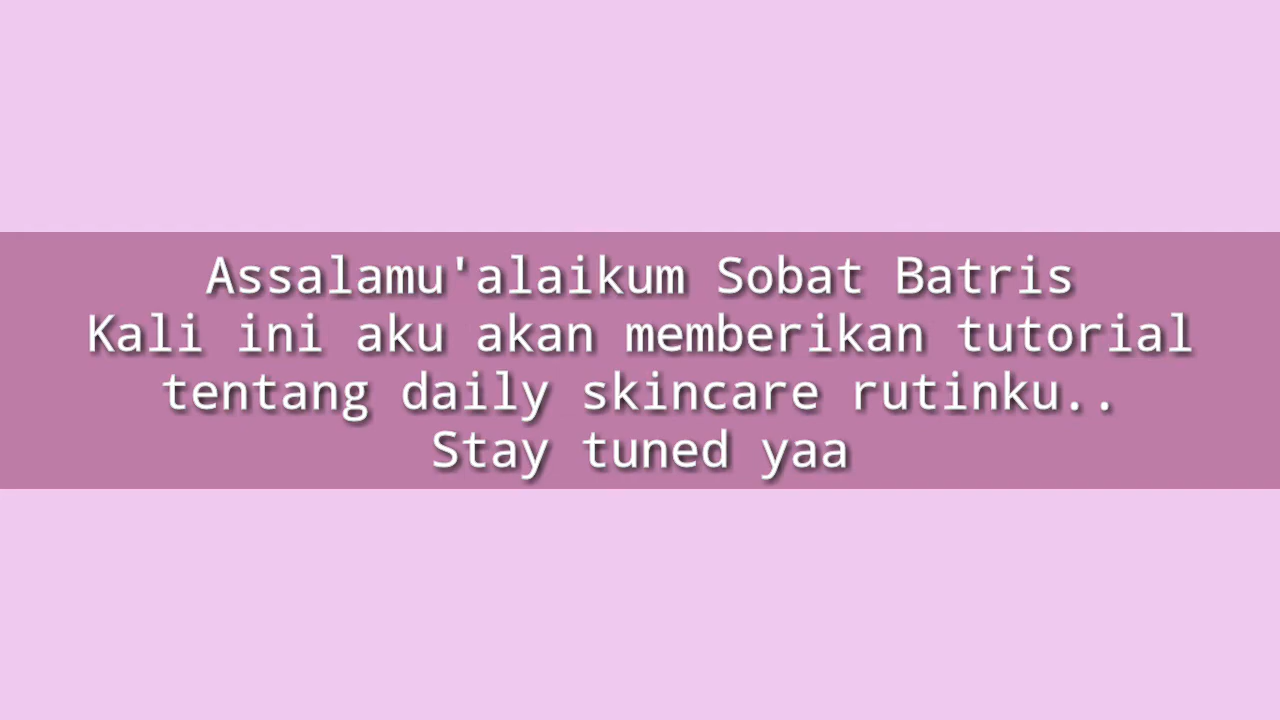 Assalamu'alaikum Sobat Batris
Kali ini aku akan memberikan tutorial
tentang daily skincare rutinku..
Stay tuned yaa